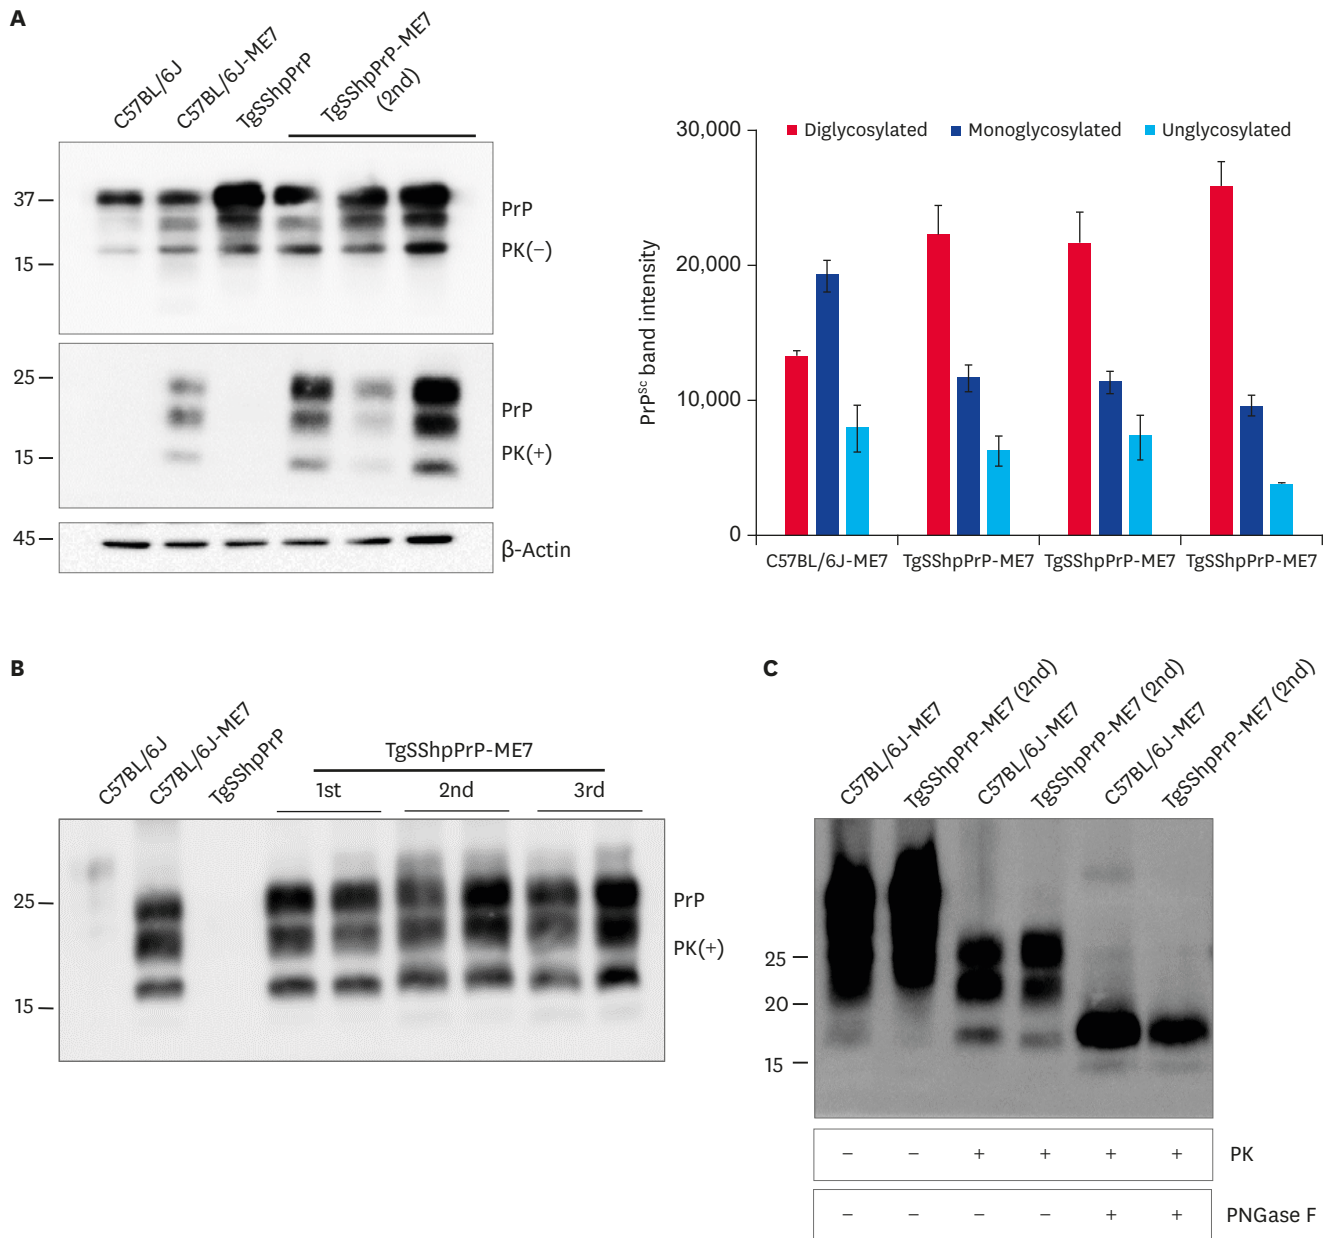 A
C57BL/6J
C57BL/6J-ME7
TgSShpPrP
TgSShpPrP-ME7
(2nd)
37
15
PrP
PK(−)
25
15
PrP
PK(+)
45
β-Actin
30,000
20,000
10,000
0
PrPSc band intensity
Diglycosylated Monoglycosylated Unglycosylated
C57BL/6J-ME7 TgSShpPrP-ME7 TgSShpPrP-ME7 TgSShpPrP-ME7
B
C57BL/6J
C57BL/6J-ME7
TgSShpPrP
TgSShpPrP-ME7
1st 2nd 3rd
25
15
PrP
PK(+)
C
C57BL/6J-ME7
TgSShpPrP-ME7 (2nd)
C57BL/6J-ME7
TgSShpPrP-ME7 (2nd)
C57BL/6J-ME7
TgSShpPrP-ME7 (2nd)
25
20
15
− − + + + + PK
− − − − + + PNGase F